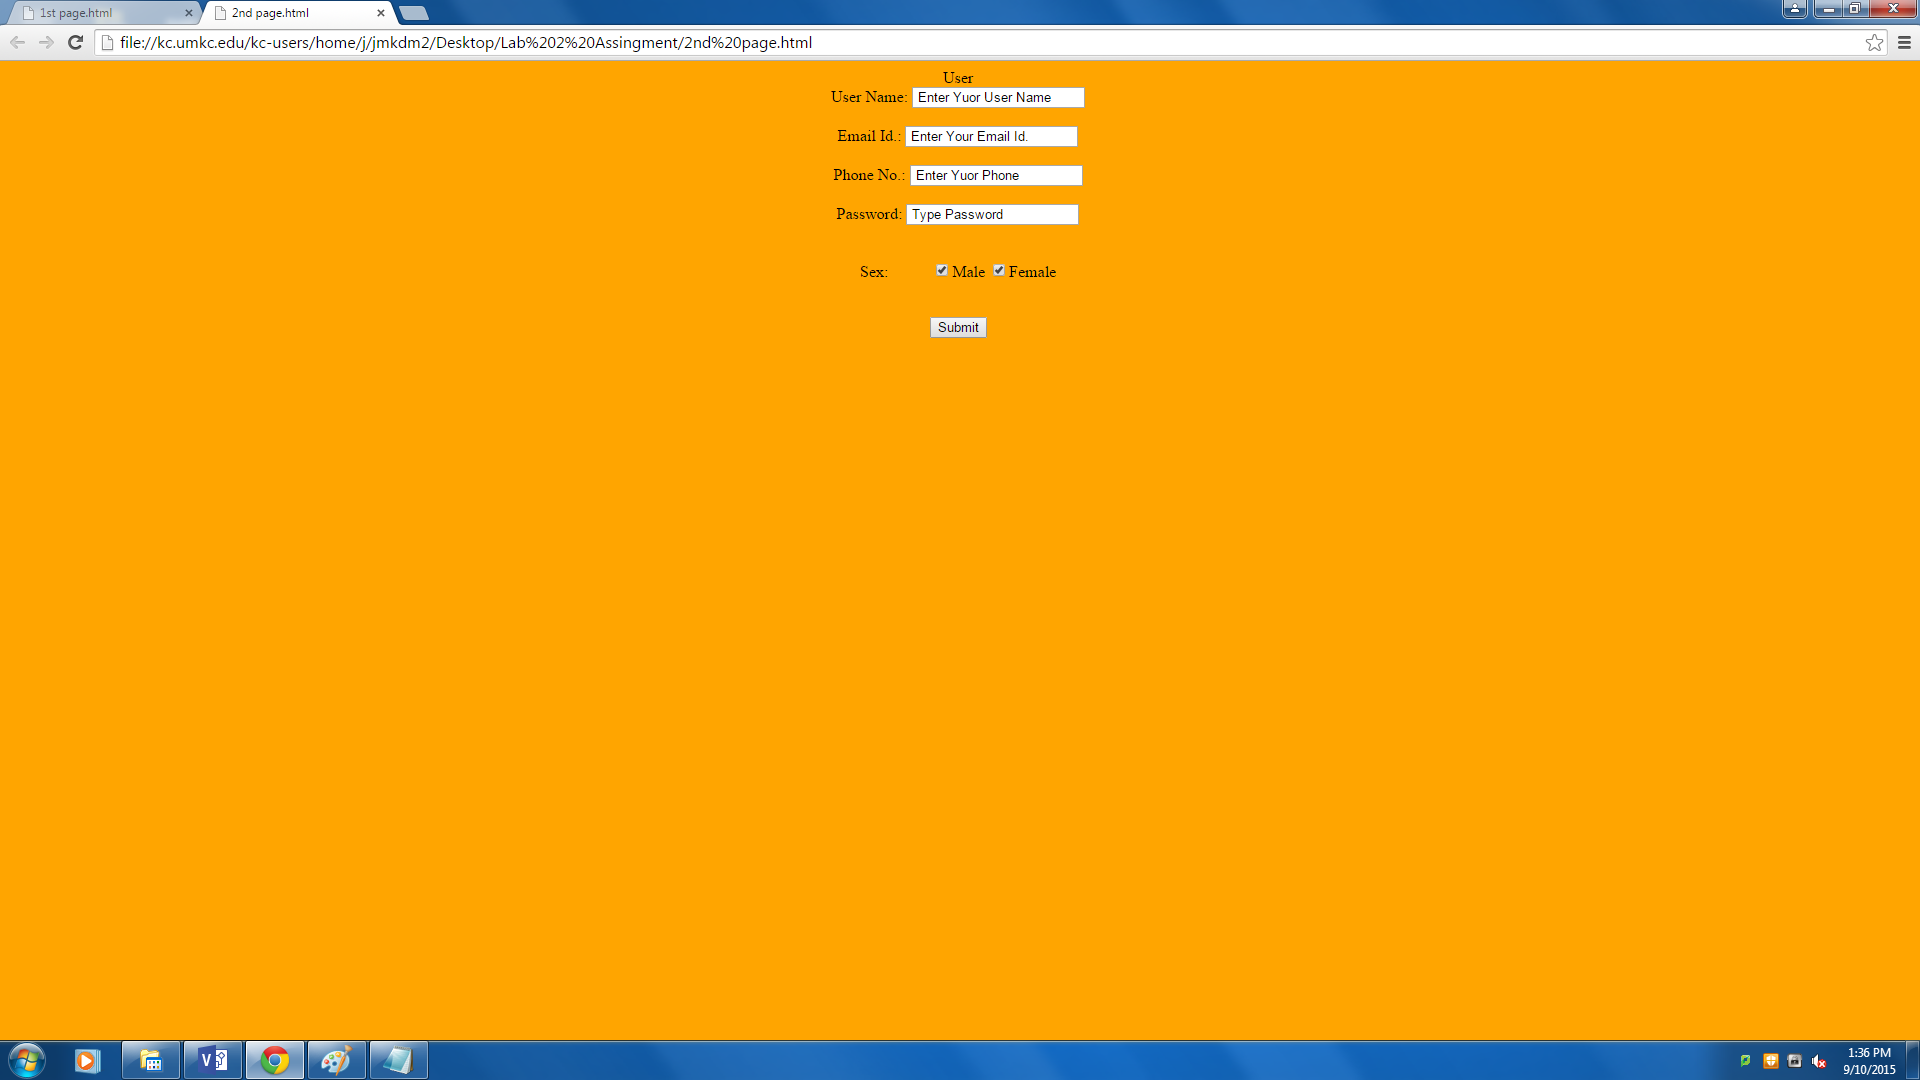 1st page.html
2nd page.html
file://kc.umkc.edu/kc-users/home/j/jmkdm2/Desktop/Lab%202%20Assingment/2nd%20page.html
User
User Name: Enter Yuor User Name
Email Id.: Enter Your Email Id.
Phone No.: Enter Yuor Phone
Password: Type Password
Sex: Male Female
Submit
1:36 PM
9/10/2015